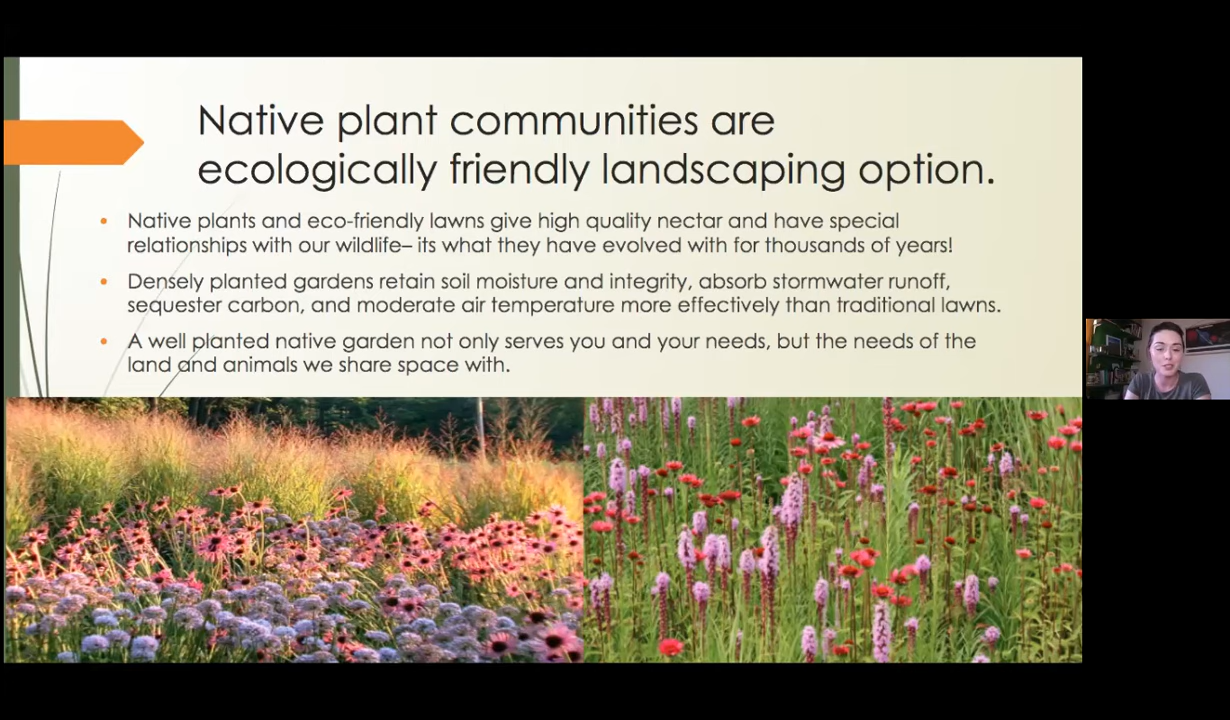 Native plant communities are
ecologically friendly landscaping option.
• Native plants and eco-friendly lawns give high quality nectar and have special
relationships with our wildlife– its what they have evolved with for thousands of years!
• Densely planted gardens retain soil moisture and integrity, absorb stormwater runoff,
sequester carbon, and moderate air temperature more effectively than traditional lawns.
• A well planted native garden not only serves you and your needs, but the needs of the
land and animals we share space with.